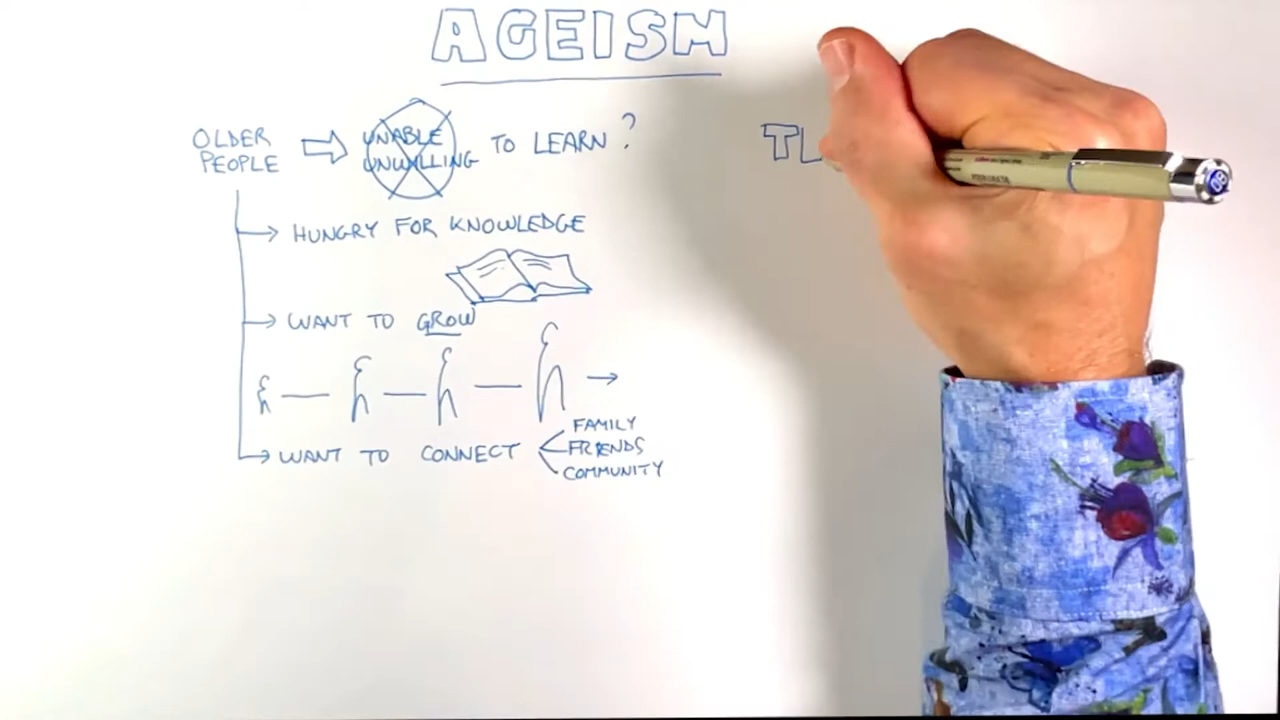 AGEISM
OLDER
PEOPLE
UNABLE
UNWILLING
TO LEARN ?
HUNGRY FOR KNOWLEDGE
WANT TO GROW
WANT TO CONNECT
FAMILY
FRIENDS
COMMUNITY
08